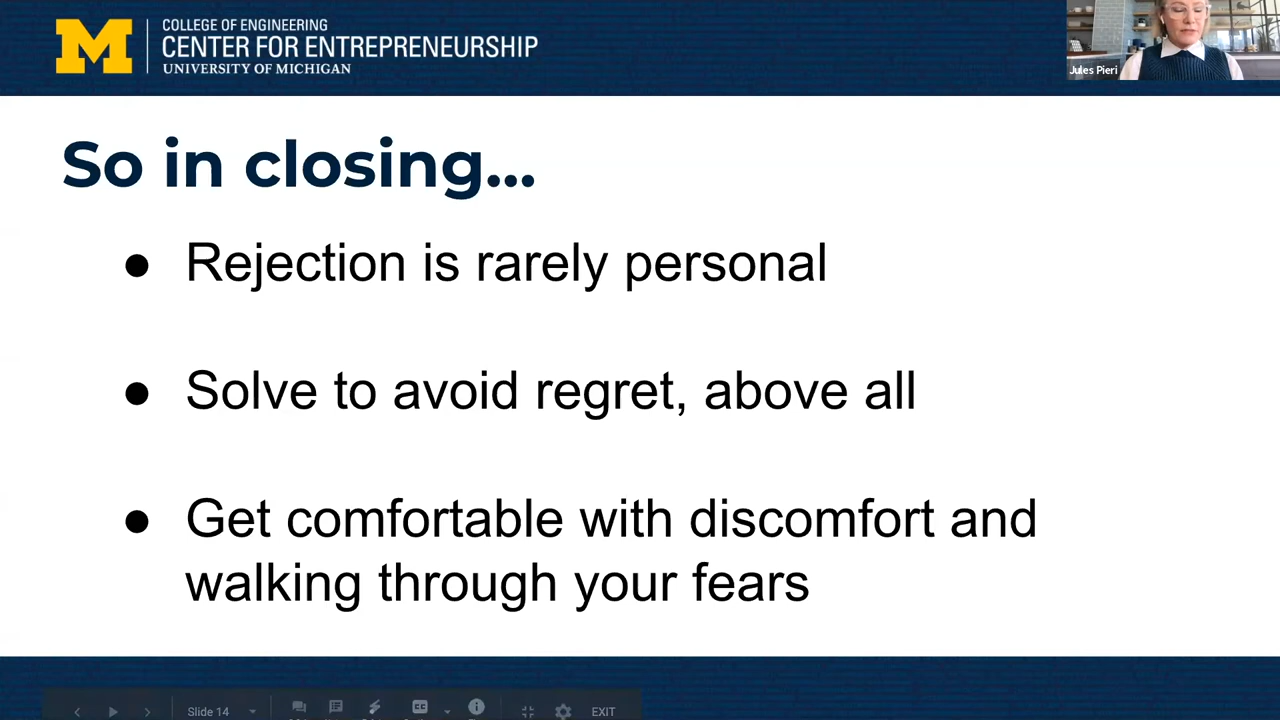 M
COLLEGE OF ENGINEERING
CENTER FOR ENTREPRENEURSHIP
UNIVERSITY OF MICHIGAN
Jules Pieri
So in closing...
● Rejection is rarely personal
● Solve to avoid regret, above all
● Get comfortable with discomfort and
walking through your fears
Slide 14
CC
EXIT